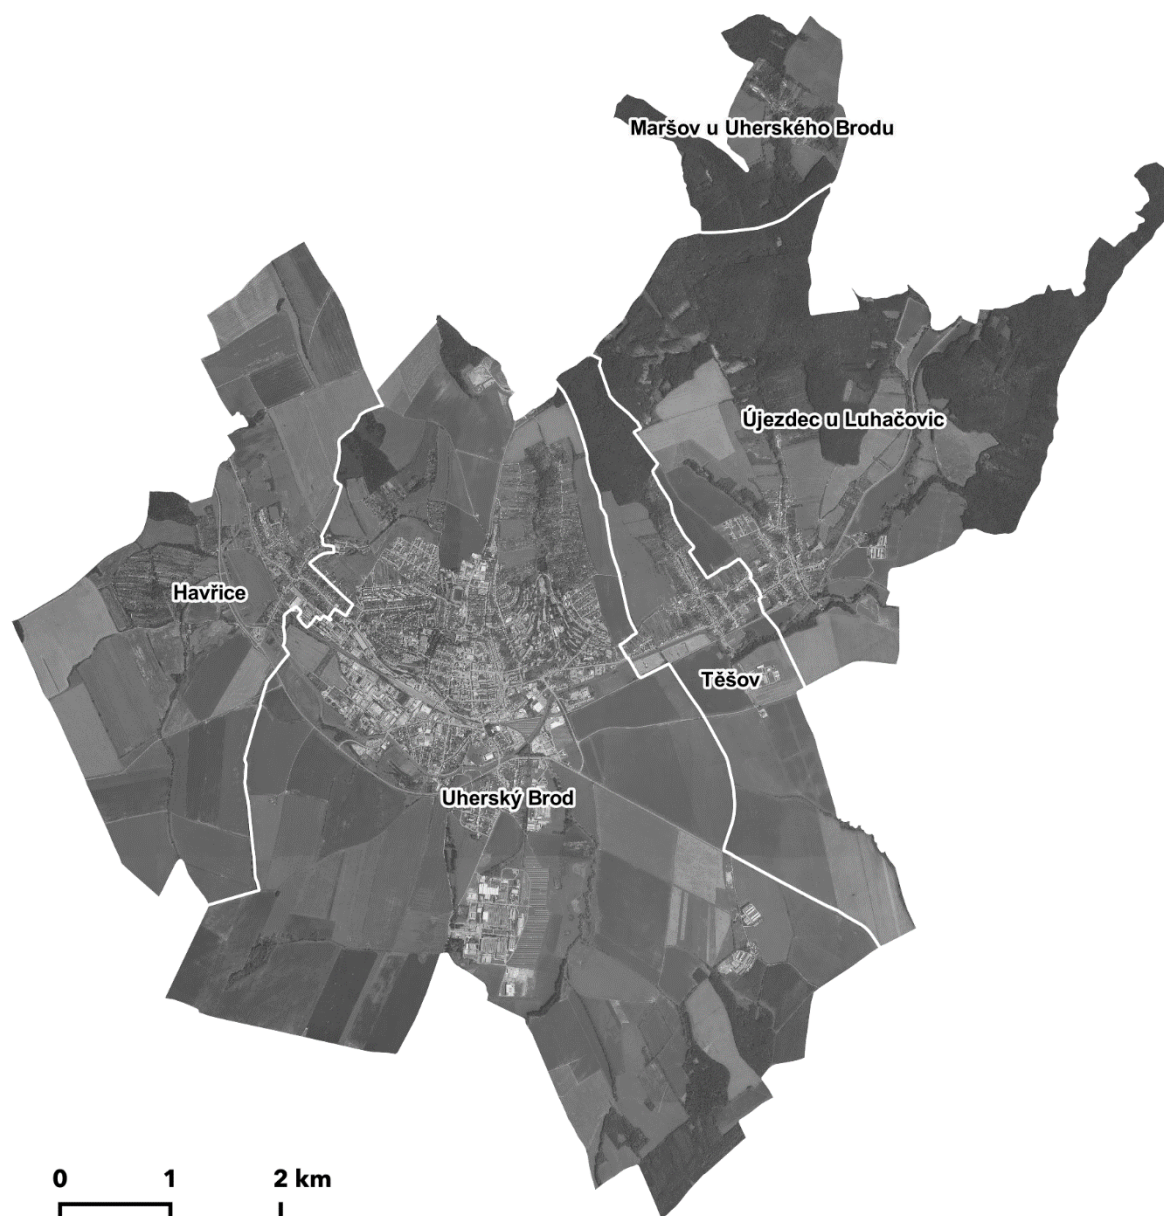 Maršov u Uherského Brodu
Újezdec u Luhačovic
Havřice
Těšov
Uherský Brod
0 1 2 km